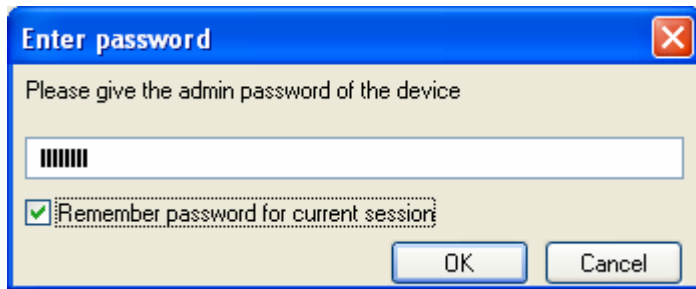 Enter password
Please give the admin password of the device
Remember password for current session
OK Cancel